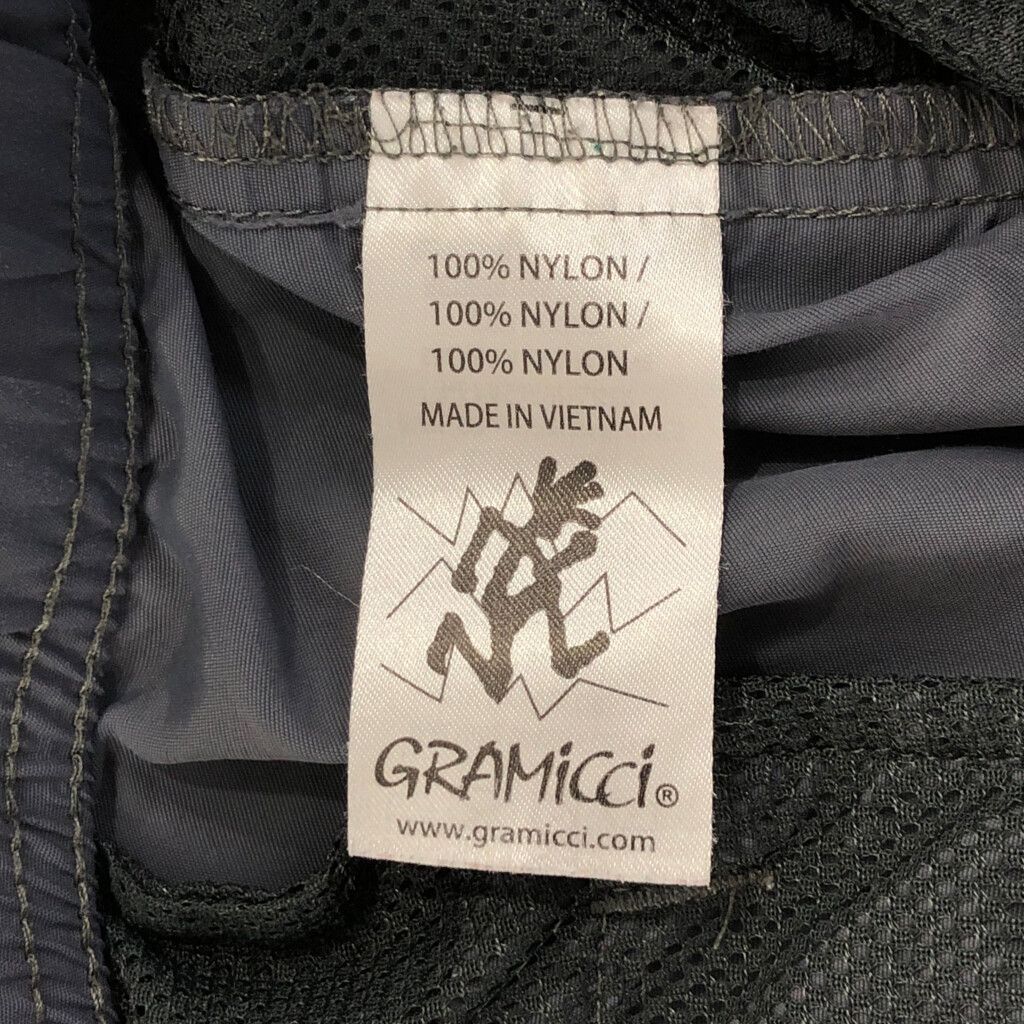 100% NYLON /
100% NYLON /
100% NYLON
MADE IN VIETNAM
GRAMiCCi®
www.gramicci.com